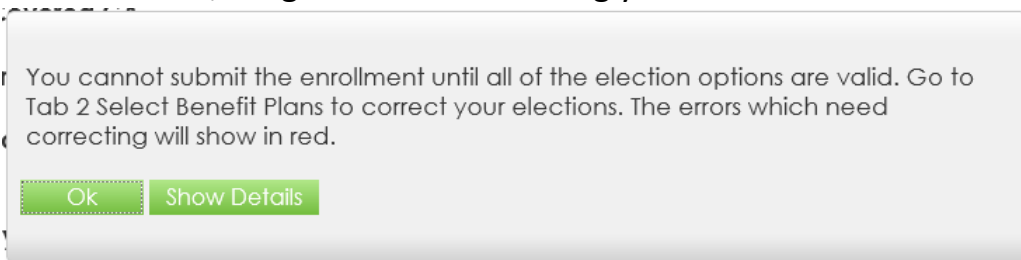 You cannot submit the enrollment until all of the election options are valid. Go to
Tab 2 Select Benefit Plans to correct your elections. The errors which need
correcting will show in red.
Ok Show Details